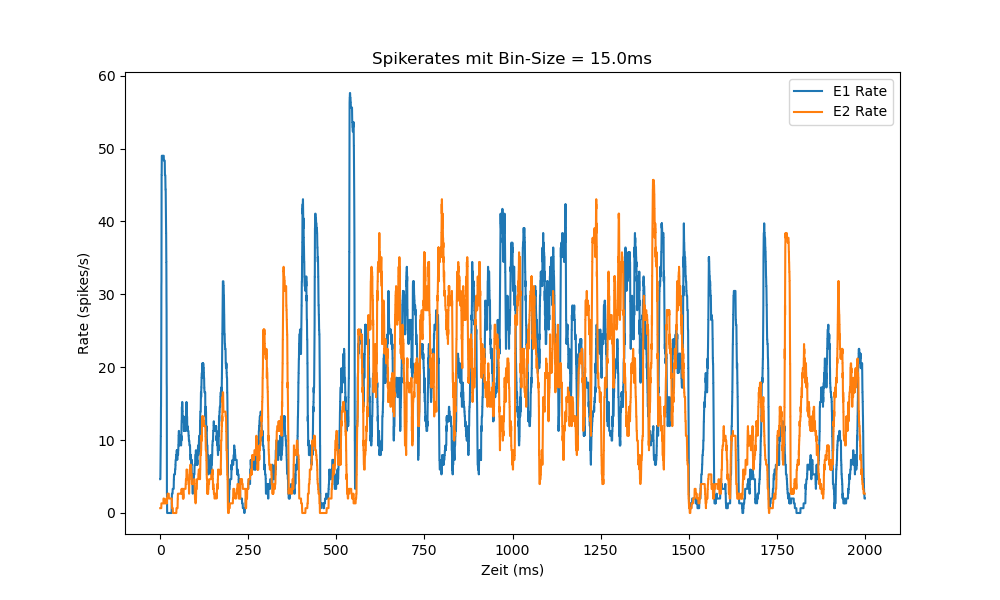 Spikerates mit Bin-Size = 15.0ms
E1 Rate
E2 Rate
Rate (spikes/s)
60
50
40
30
20
10
0
0 250 500 750 1000 1250 1500 1750 2000
Zeit (ms)